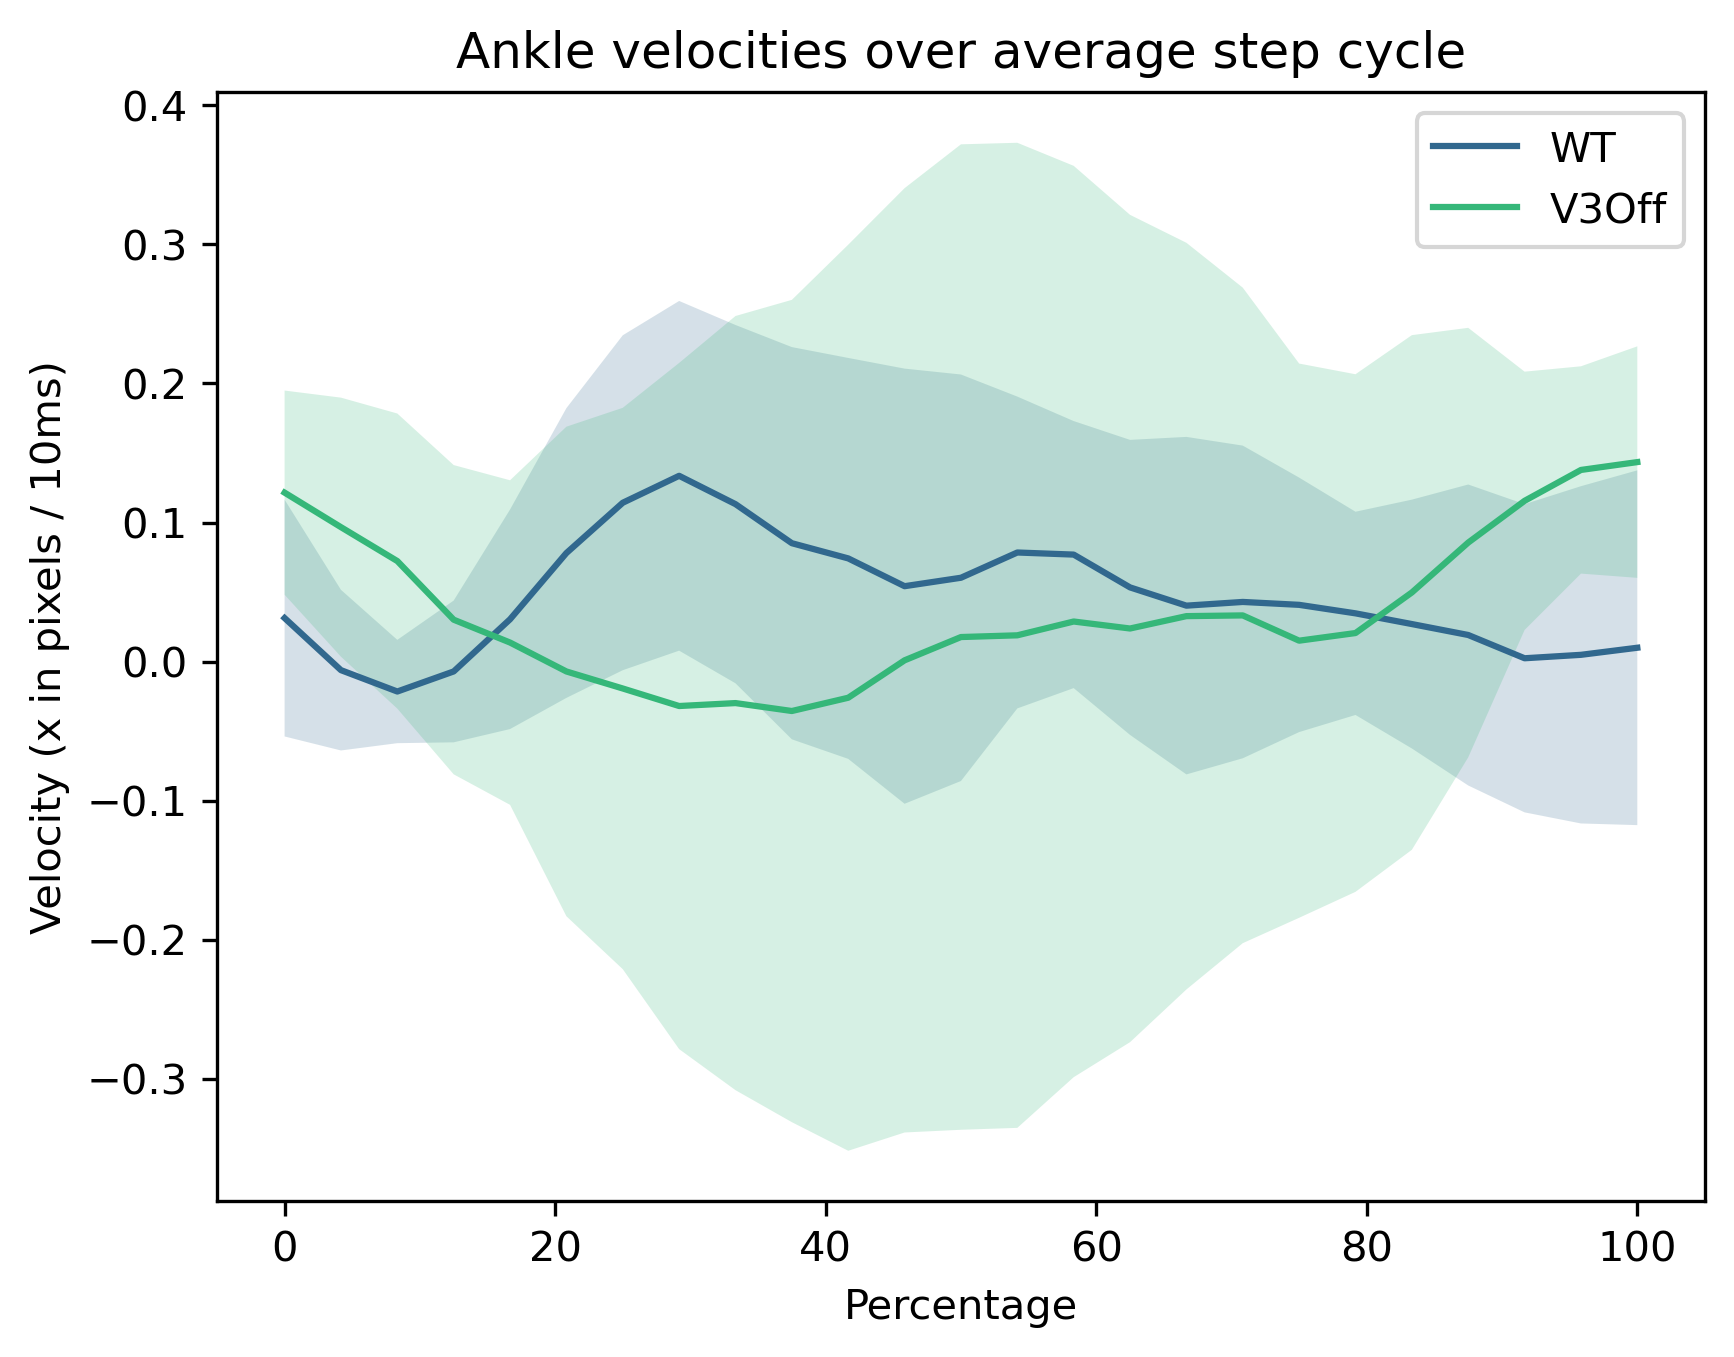 Ankle velocities over average step cycle
WT
V3Off
Velocity (x in pixels / 10ms)
0.4
0.3
0.2
0.1
0.0
−0.1
−0.2
−0.3
0 20 40 60 80 100
Percentage